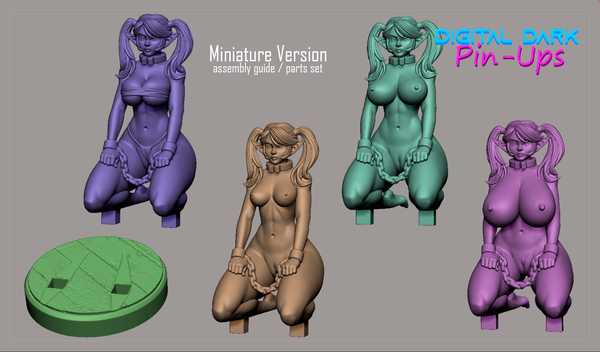 Miniature Version
assembly guide / parts set
DIGITAL DARK
Pin-Ups